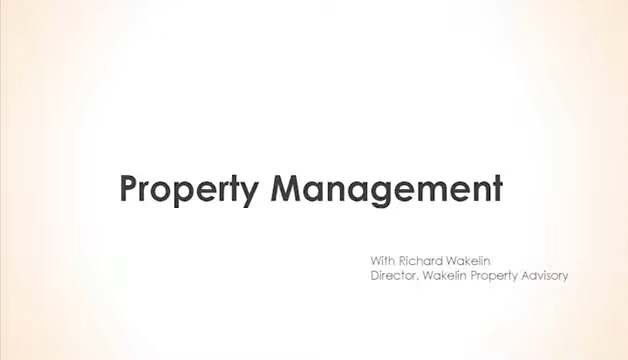 Property Management
With Richard Wakelin
Director, Wakelin Property Advisory